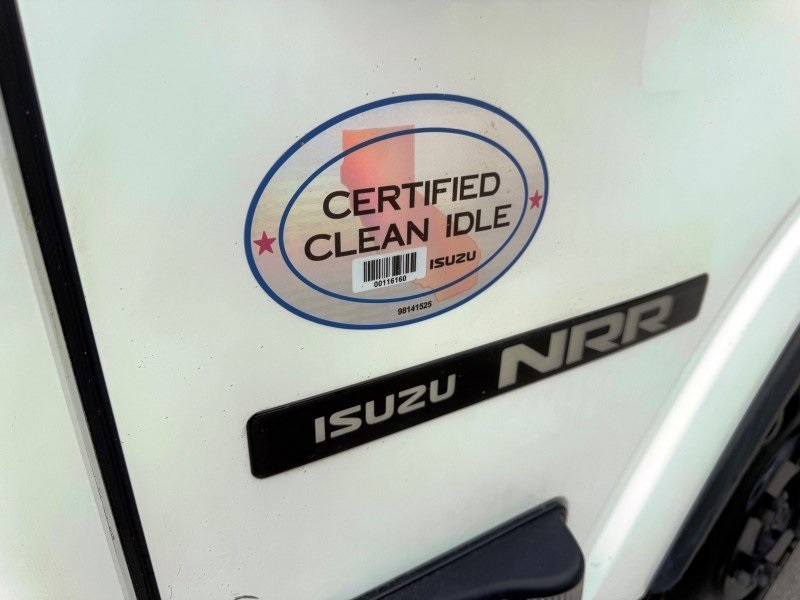 CERTIFIED
CLEAN IDLE
00116160
ISUZU
98141525
ISUZU NRR